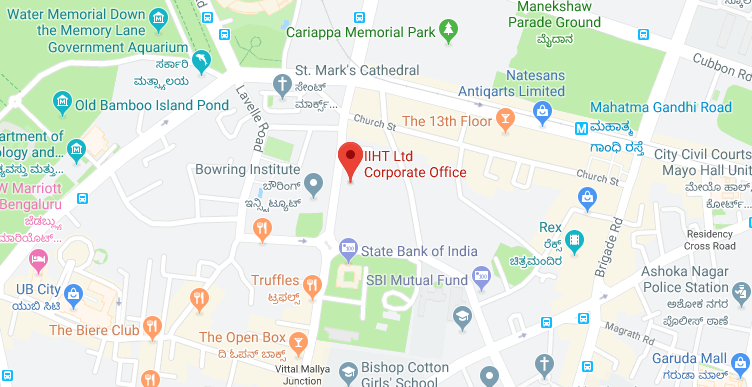 Water Memorial Down
the Memory Lane
Government Aquarium
ಸರ್ಕಾರಿ
ಮತ್ಸ್ಯಾಲಯ
Old Bamboo Island Pond
Cariappa Memorial Park
Manekshaw
Parade Ground
ಮೈದಾನ
Cubbon Rd
St. Mark's Cathedral
ಸೇಂಟ್
ಮಾರ್ಕ್ಸ್...
Lavelle Road
Church St
Natesans
Antiqarts Limited
The 13th Floor
Mahatma Gandhi Road
ಮಹಾತ್ಮ
ಗಾಂಧಿ ರಸ್ತೆ
IIHT Ltd
Corporate Office
Church St
City Civil Courts
Mayo Hall Unit
ಮೇಯೋ ಹಾಲ್,
ಕೋರ್ಟ್...
Bowring Institute
ಬೌರಿಂಗ್
ಇನ್ಸ್ಟಿಟ್ಯೂಟ್
W Marriott
Bengaluru
Rex
ರೆಕ್ಸ್
ಚಿತ್ರಮಂದಿರ
Brigade Rd
Residency
Cross Road
State Bank of India
SBI Mutual Fund
Ashoka Nagar
Police Station
ಅಶೋಕ ನಗರ
ಪೊಲೀಸ್ ಠಾಣೆ
UB City
ಯುಬಿ ಸಿಟಿ
Truffles
ಟ್ರಫಲ್ಸ್
The Biere Club
The Open Box
ದಿ ಓಪನ್ ಬಾಕ್ಸ್
Vittal Mallya
Junction
Magrath Rd
Bishop Cotton
Girls' School
Garuda Mall
ಗರುಡಾ ಮಾಲ್